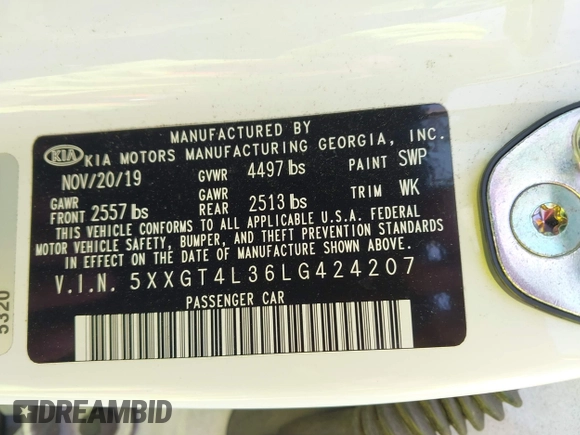 MANUFACTURED BY
KIA KIA MOTORS MANUFACTURING GEORGIA, INC.
NOV/20/19 GVWR 4497 lbs PAINT SWP
GAWR FRONT 2557 lbs GAWR REAR 2513 lbs TRIM WK
THIS VEHICLE CONFORMS TO ALL APPLICABLE U.S.A. FEDERAL
MOTOR VEHICLE SAFETY, BUMPER, AND THEFT PREVENTION STANDARDS
IN EFFECT ON THE DATE OF MANUFACTURE SHOWN ABOVE.
V.I.N. 5XXGT4L36LG424207
PASSENGER CAR
5320
DREAMBID